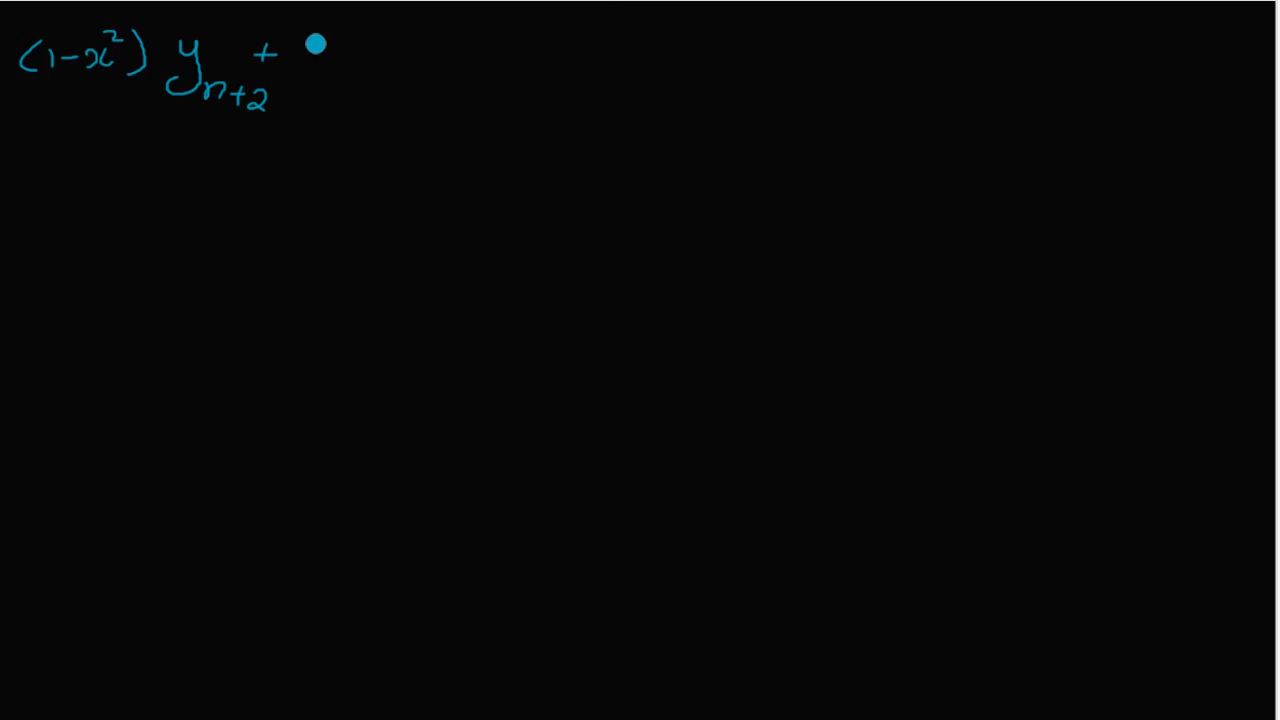 (1-x²) yₙ₊₂ +